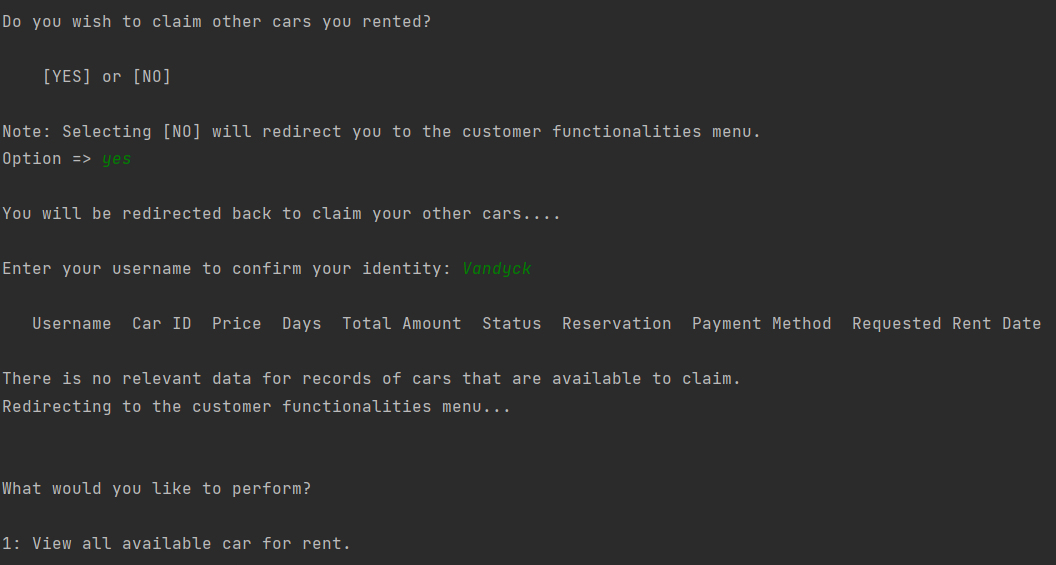 Do you wish to claim other cars you rented?
[YES] or [NO]
Note: Selecting [NO] will redirect you to the customer functionalities menu.
Option => yes
You will be redirected back to claim your other cars....
Enter your username to confirm your identity: Vandyck
Username  Car ID  Price  Days  Total Amount  Status  Reservation  Payment Method  Requested Rent Date
There is no relevant data for records of cars that are available to claim.
Redirecting to the customer functionalities menu...
What would you like to perform?
1: View all available car for rent.